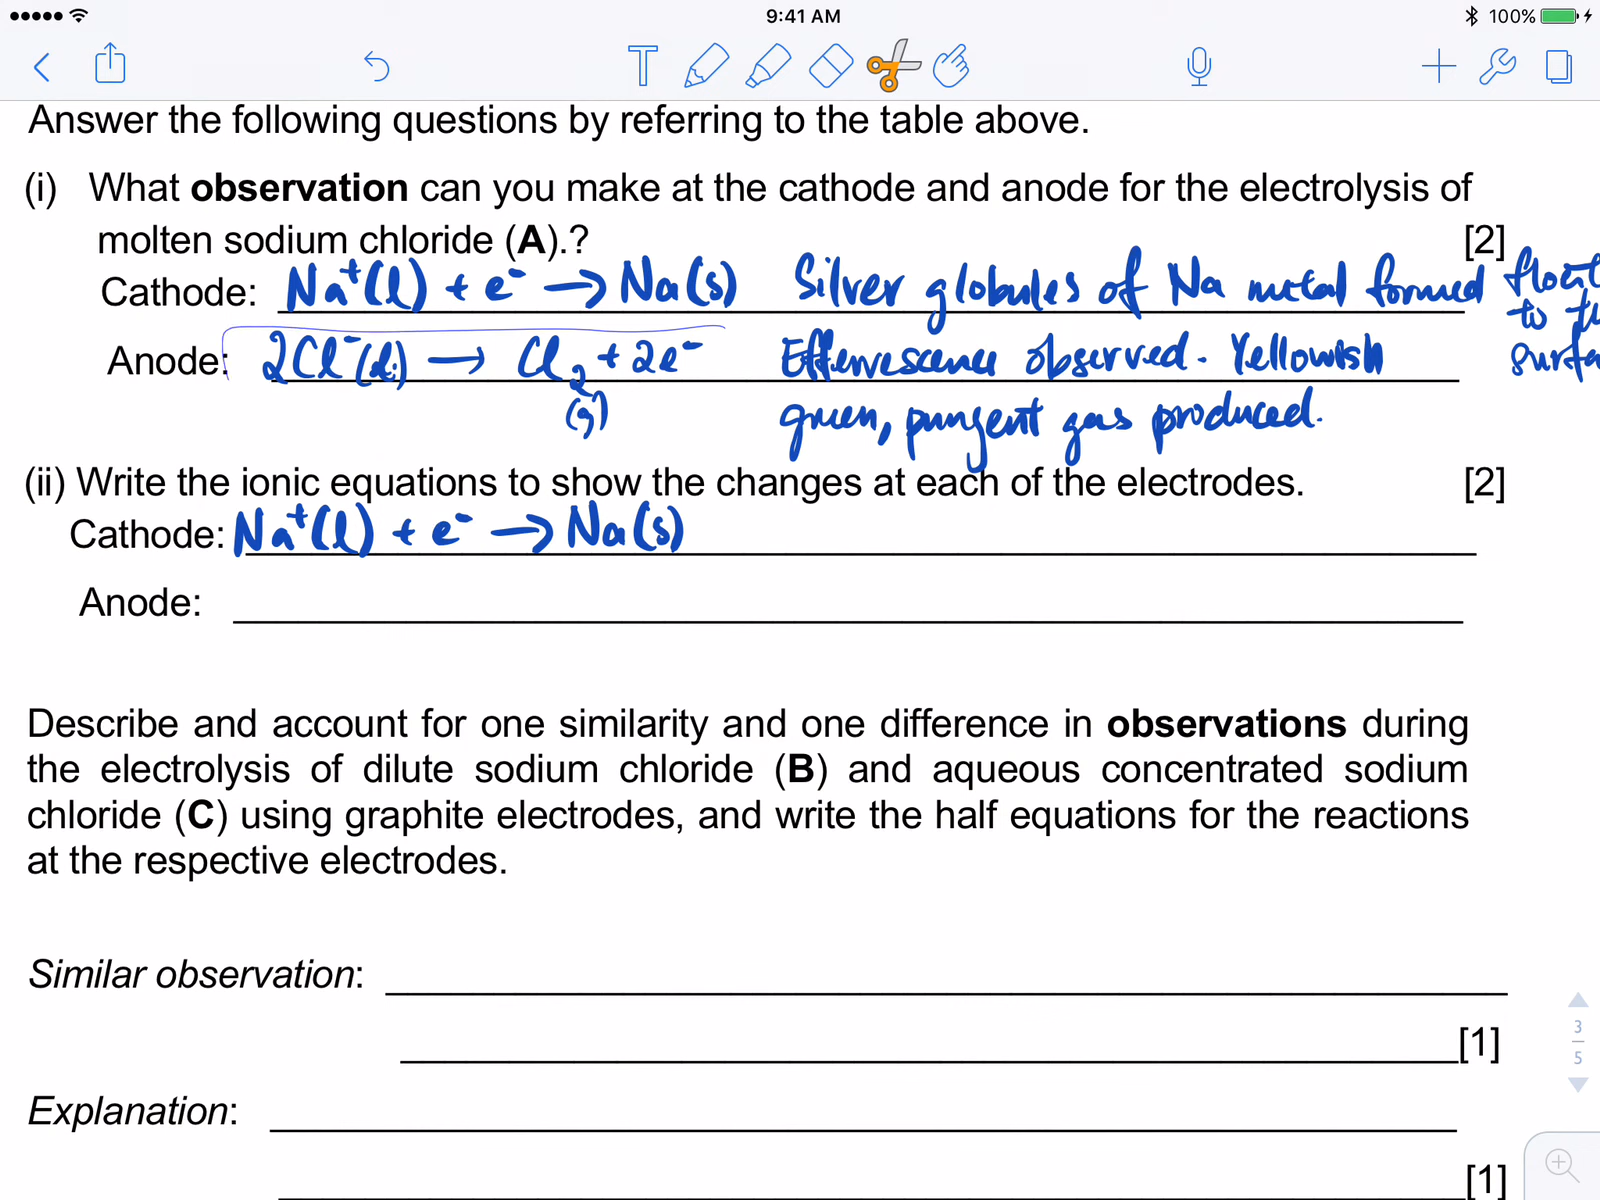 9:41 AM
100%
Answer the following questions by referring to the table above.
(i) What observation can you make at the cathode and anode for the electrolysis of
molten sodium chloride (A).? [2]
Cathode: Na⁺(l) + e⁻ → Na(s) Silver globules of Na metal formed
to
Anode: 2Cl⁻(l) → Cl₂ + 2e⁻ Effervescence observed. Yellowish
(g) green, pungent gas produced.
(ii) Write the ionic equations to show the changes at each of the electrodes. [2]
Cathode: Na⁺(l) + e⁻ → Na(s)
Anode:
Describe and account for one similarity and one difference in observations during
the electrolysis of dilute sodium chloride (B) and aqueous concentrated sodium
chloride (C) using graphite electrodes, and write the half equations for the reactions
at the respective electrodes.
Similar observation:
[1]
Explanation:
[1]
3
5